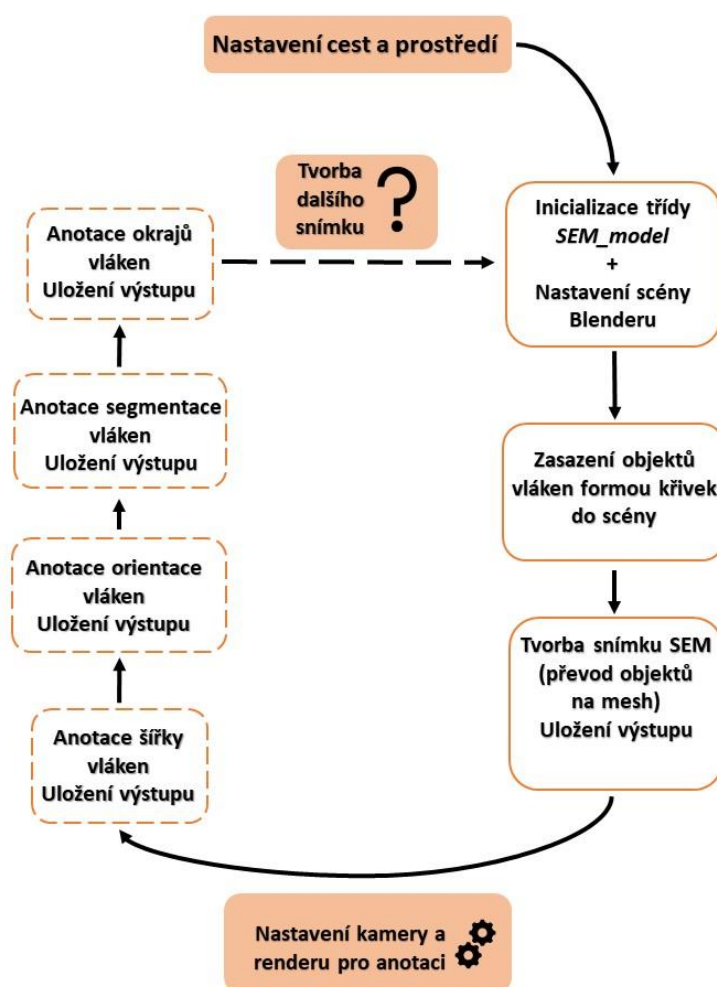 Nastavení cest a prostředí
Tvorba
dalšího
snímku
?
Inicializace třídy
SEM_model
+
Nastavení scény
Blenderu
Zasazení objektů
vláken formou křivek
do scény
Tvorba snímku SEM
(převod objektů
na mesh)
Uložení výstupu
Nastavení kamery a
renderu pro anotaci
Anotace šířky
vláken
Uložení výstupu
Anotace orientace
vláken
Uložení výstupu
Anotace segmentace
vláken
Uložení výstupu
Anotace okrajů
vláken
Uložení výstupu